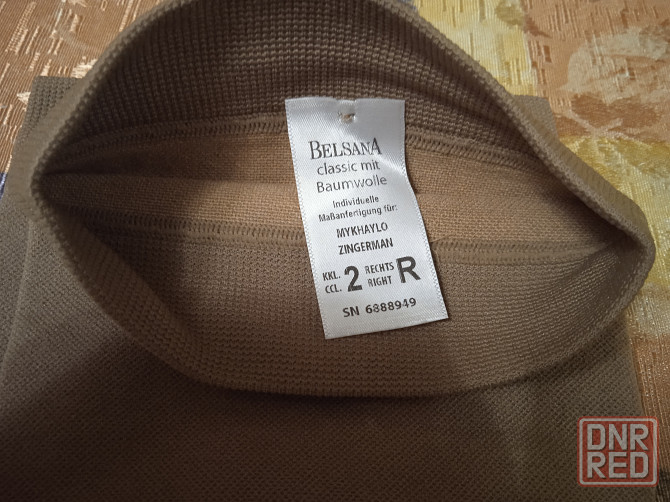 BELSANA
classic mit
Baumwolle
Individuelle
Maßanfertigung für:
MYKHAYLO
ZINGERMAN
KKL. 2 RECHTS R
CCL. RIGHT
SN 6888949
DNR
RED